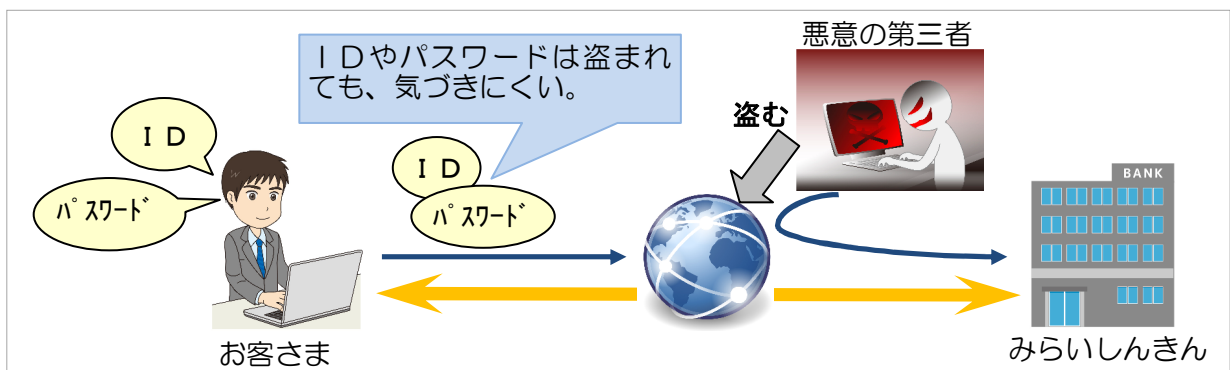 悪意の第三者
ＩＤやパスワードは盗まれ
ても、気づきにくい。
盗む
ＩＤ
ＩＤ
BANK
ﾊﾟｽﾜｰﾄﾞ
ﾊﾟｽﾜｰﾄﾞ
お客さま
みらいしんきん